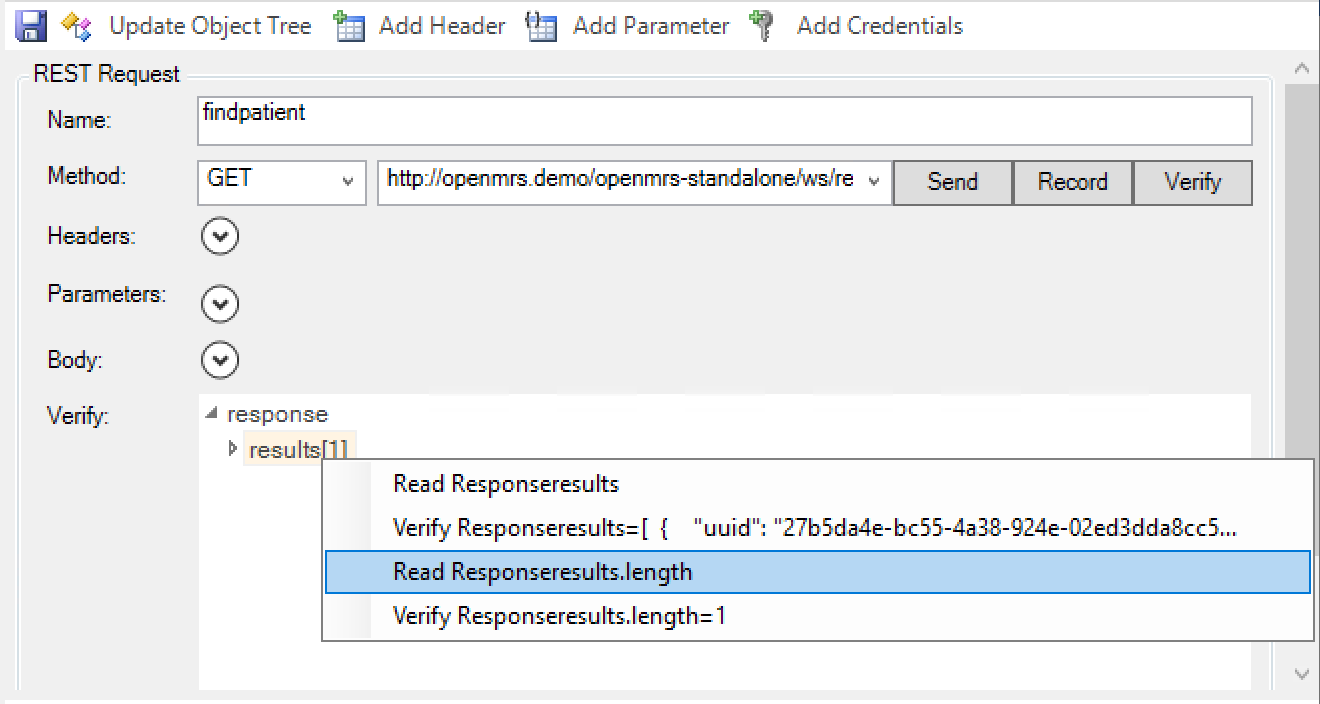 Update Object Tree Add Header Add Parameter Add Credentials
REST Request
Name: findpatient
Method: GET http://openmrs.demo/openmrs-standalone/ws/re Send Record Verify
Headers:
Parameters:
Body:
Verify: response
results[1]
Read Responseresults
Verify Responseresults=[ { "uuid": "27b5da4e-bc55-4a38-924e-02ed3dda8cc5...
Read Responseresults.length
Verify Responseresults.length=1